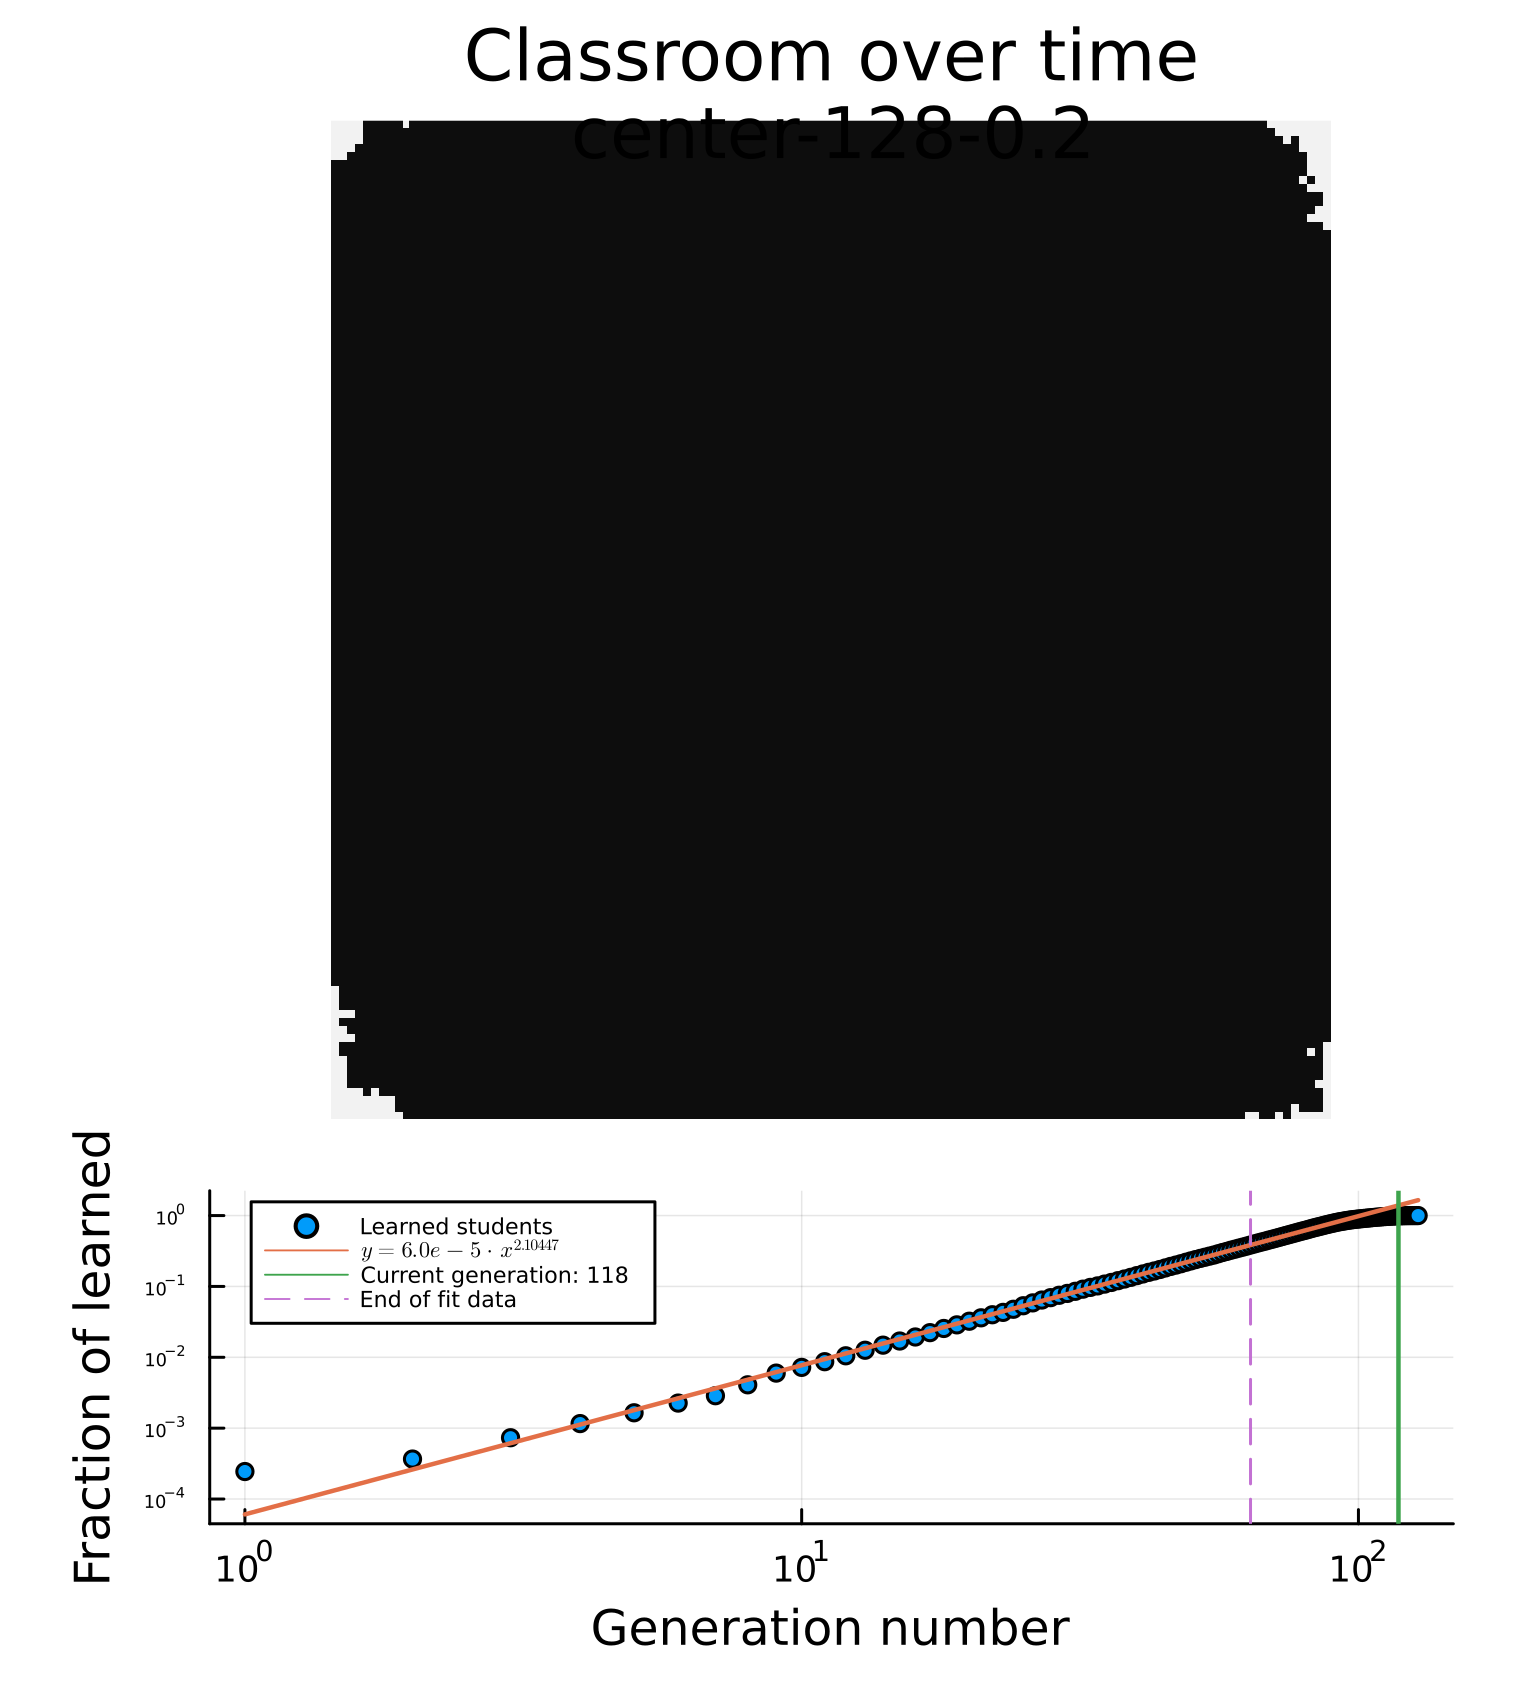 Classroom over time
center-128-0.2
Fraction of learned
10^0
10^-1
10^-2
10^-3
10^-4
Learned students
y = 6.0e − 5 · x^2.10447
Current generation: 118
End of fit data
10^0
10^1
10^2
Generation number